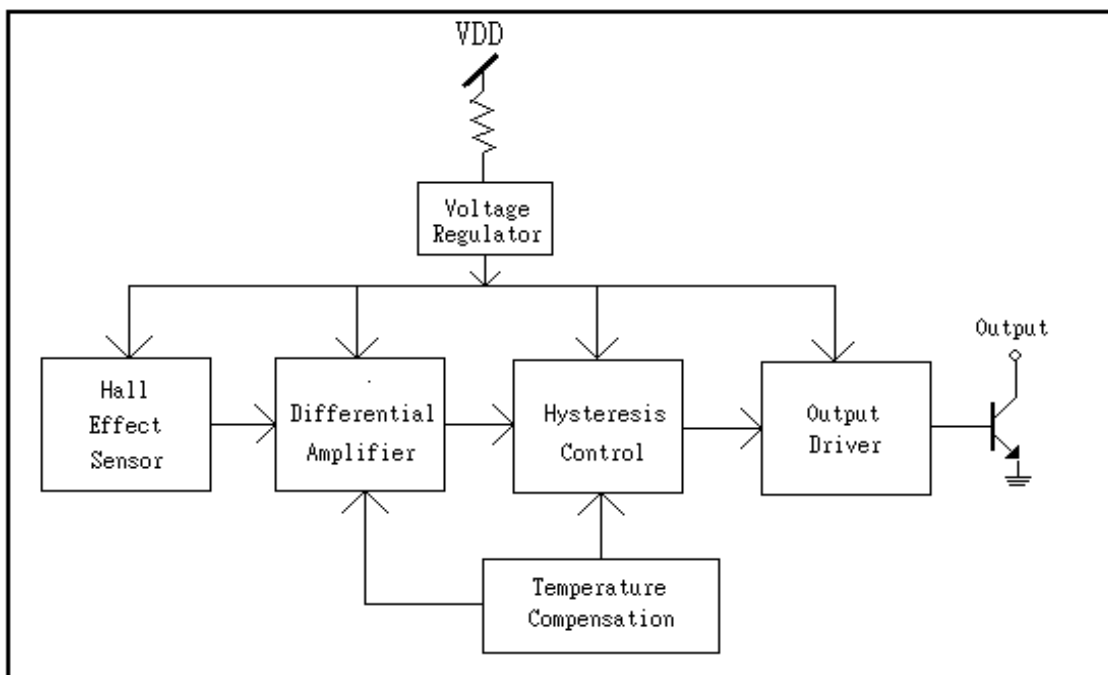 VDD
Voltage
Regulator
Hall
Effect
Sensor
Differential
Amplifier
Hysteresis
Control
Output
Driver
Output
Temperature
Compensation